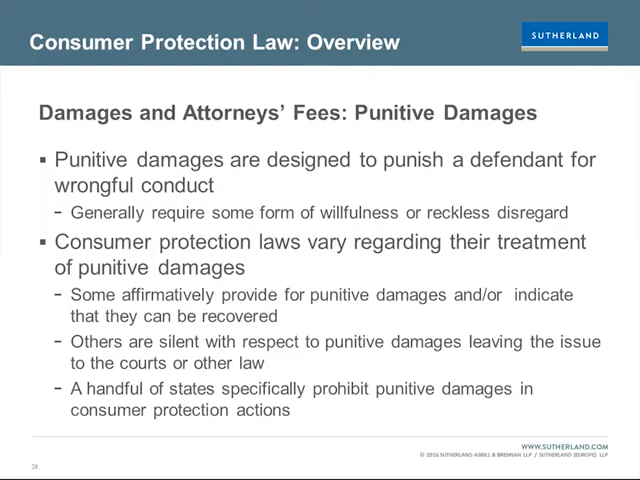 Consumer Protection Law: Overview
SUTHERLAND
Damages and Attorneys’ Fees: Punitive Damages
▪ Punitive damages are designed to punish a defendant for
wrongful conduct
− Generally require some form of willfulness or reckless disregard
▪ Consumer protection laws vary regarding their treatment
of punitive damages
− Some affirmatively provide for punitive damages and/or indicate
that they can be recovered
− Others are silent with respect to punitive damages leaving the issue
to the courts or other law
− A handful of states specifically prohibit punitive damages in
consumer protection actions
WWW.SUTHERLAND.COM
© 2016 SUTHERLAND ASBILL & BRENNAN LLP / SUTHERLAND (EUROPE) LLP
26